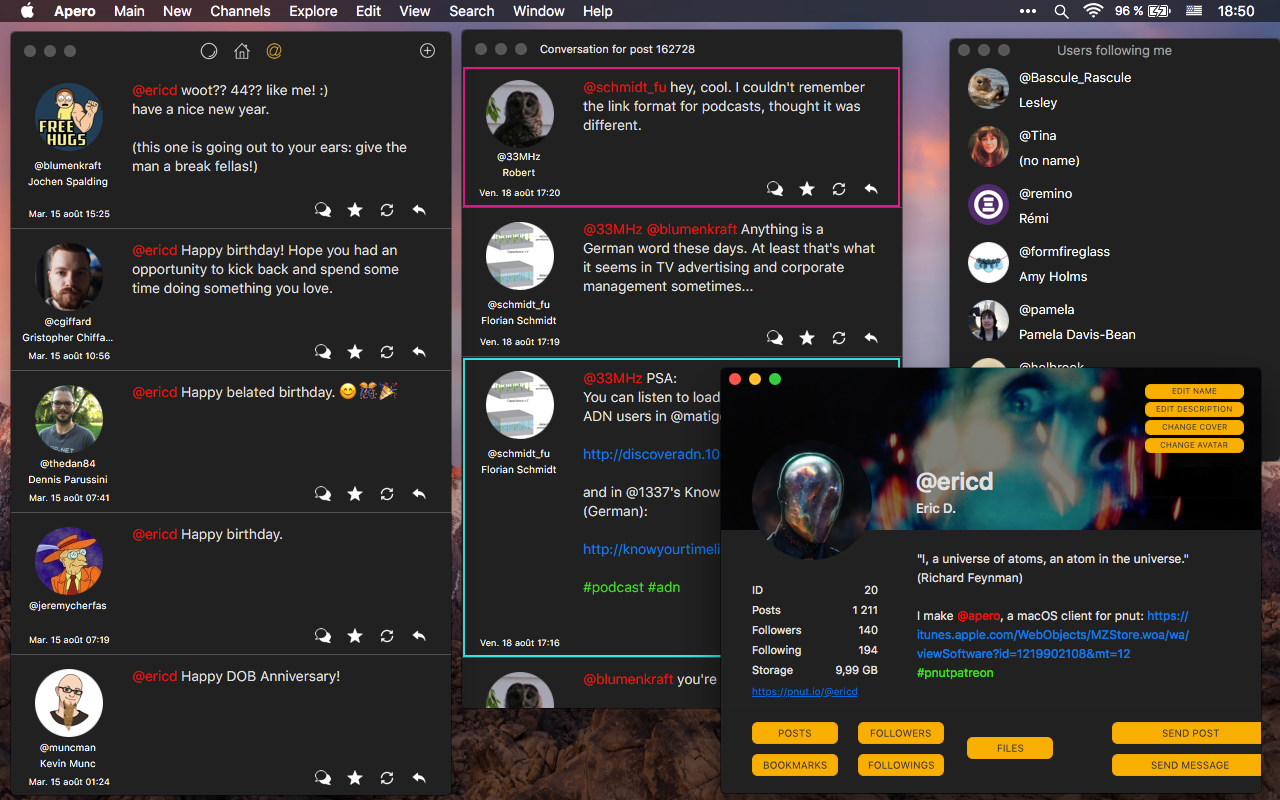 Apero Main New Channels Explore Edit View Search Window Help
96 % 18:50
@
@ericd woot?? 44?? like me! :)
have a nice new year.
(this one is going out to your ears: give the
man a break fellas!)
FREE
HUGS
@blumenkraft
Jochen Spalding
Mar. 15 août 15:25
@ericd Happy birthday! Hope you had an
opportunity to kick back and spend some
time doing something you love.
@cgiffard
Gristopher Chiffa...
Mar. 15 août 10:56
@ericd Happy belated birthday. 😊🎊🎉
@thedan84
Dennis Parussini
Mar. 15 août 07:41
@ericd Happy birthday.
@jeremycherfas
Mar. 15 août 07:19
@ericd Happy DOB Anniversary!
@muncman
Kevin Munc
Mar. 15 août 01:24
Conversation for post 162728
@schmidt_fu hey, cool. I couldn't remember
the link format for podcasts, thought it was
different.
@33MHz
Robert
Ven. 18 août 17:20
@33MHz @blumenkraft Anything is a
German word these days. At least that's what
it seems in TV advertising and corporate
management sometimes...
@schmidt_fu
Florian Schmidt
Ven. 18 août 17:19
@33MHz PSA:
You can listen to load
ADN users in @matig
http://discoveradn.10
and in @1337's Know
(German):
http://knowyourtimeli
#podcast #adn
@schmidt_fu
Florian Schmidt
Ven. 18 août 17:16
@blumenkraft you're
Users following me
@Bascule_Rascule
Lesley
@Tina
(no name)
@remino
Rémi
@formfireglass
Amy Holms
@pamela
Pamela Davis-Bean
EDIT NAME
EDIT DESCRIPTION
CHANGE COVER
CHANGE AVATAR
@ericd
Eric D.
ID 20
Posts 1 211
Followers 140
Following 194
Storage 9,99 GB
https://pnut.io/@ericd
"I, a universe of atoms, an atom in the universe."
(Richard Feynman)
I make @apero, a macOS client for pnut: https://
itunes.apple.com/WebObjects/MZStore.woa/wa/
viewSoftware?id=1219902108&mt=12
#pnutpatreon
POSTS FOLLOWERS FILES SEND POST
BOOKMARKS FOLLOWINGS SEND MESSAGE